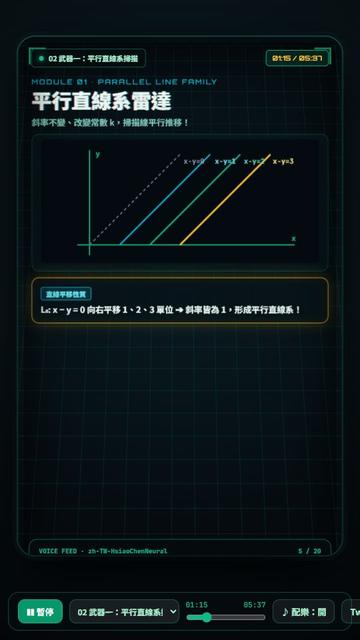 02 武器一：平行直線系掃描
01:15 / 05:37
MODULE 01 · PARALLEL LINE FAMILY
平行直線系雷達
斜率不變、改變常數 k，掃描線平行推移！
y
x-y=0
x-y=1
x-y=2
x-y=3
x
直線平移性質
L₀: x − y = 0 向右平移 1、2、3 單位 ➔ 斜率皆為 1，形成平行直線系！
VOICE FEED · zh-TW-HsiaoChenNeural
5 / 20
暫停
02 武器一：平行直線系
01:15
05:37
♪ 配樂：開
Tw